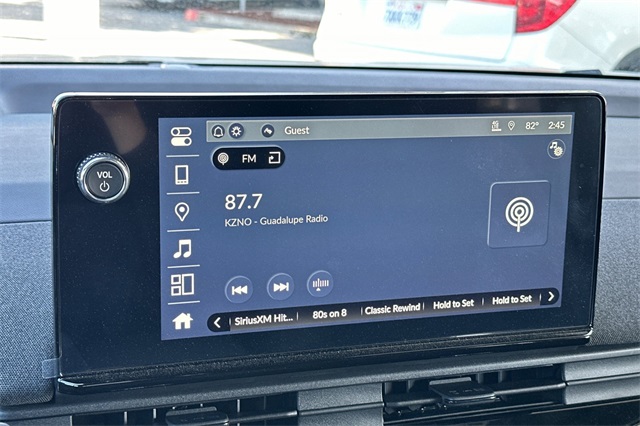 Guest 82° 2:45
VOL
FM
87.7
KZNO - Guadalupe Radio
SiriusXM Hit... 80s on 8 Classic Rewind Hold to Set Hold to Set